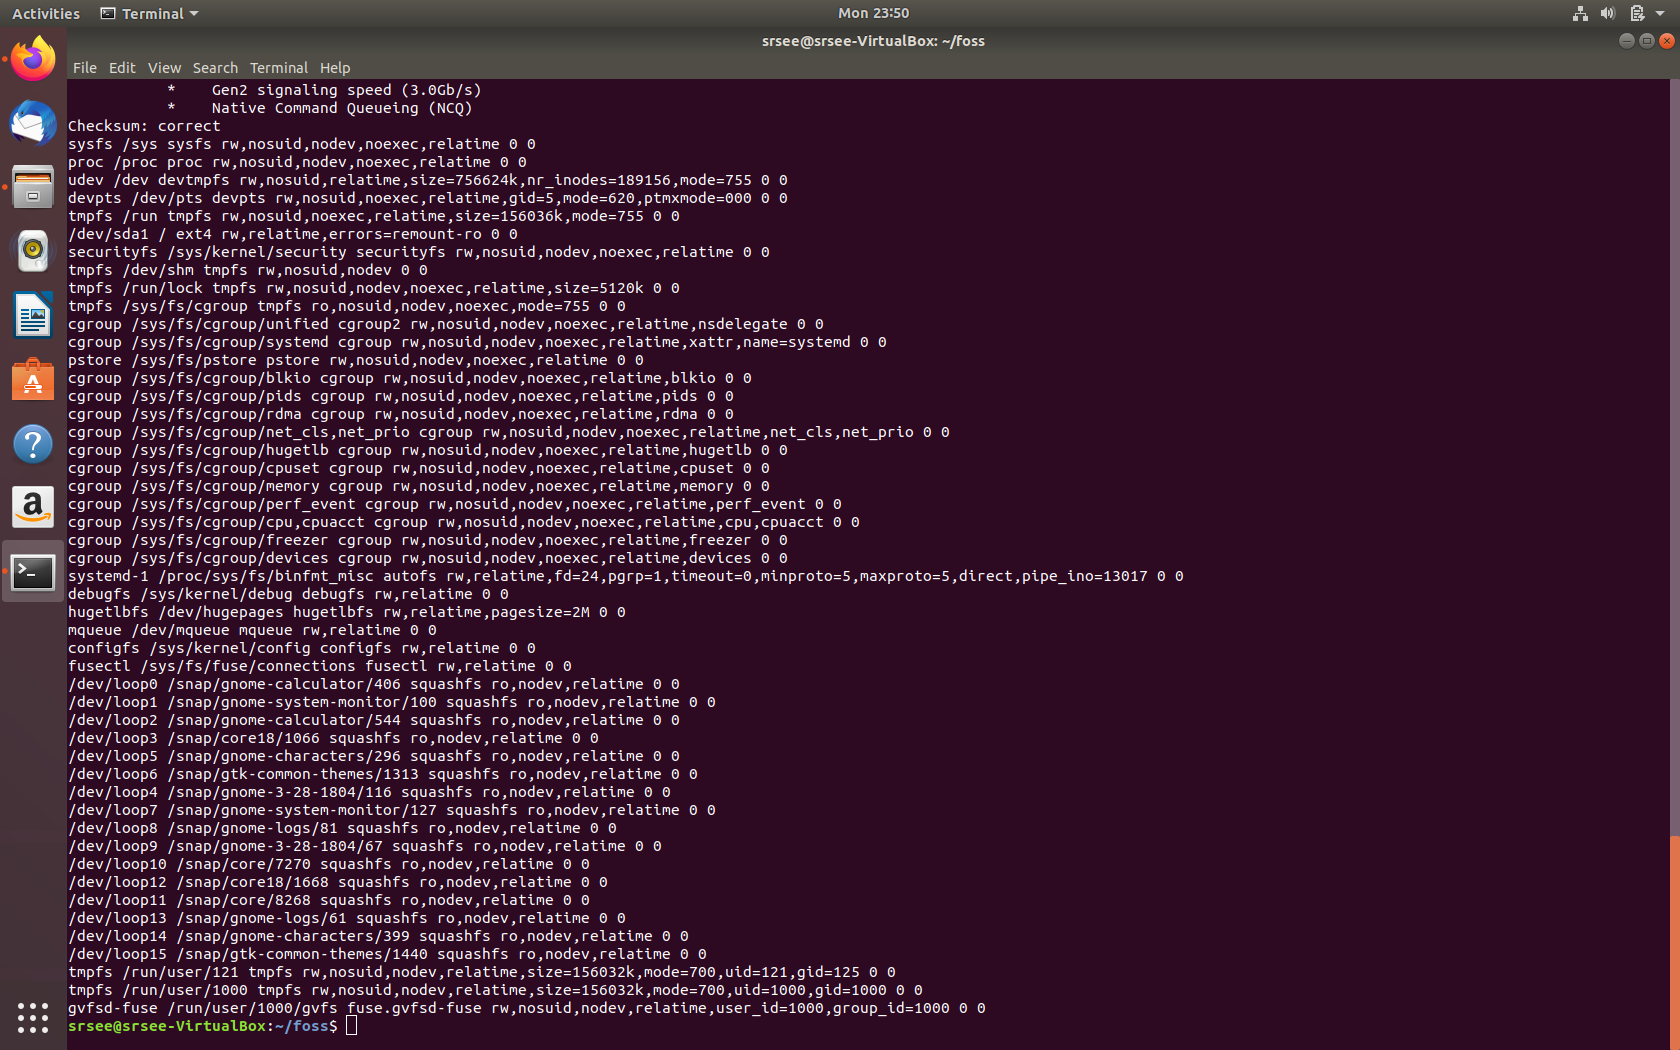 Activities Terminal Mon 23:50
srsee@srsee-VirtualBox: ~/foss
File Edit View Search Terminal Help
* Gen2 signaling speed (3.0Gb/s)
* Native Command Queueing (NCQ)
Checksum: correct
sysfs /sys sysfs rw,nosuid,nodev,noexec,relatime 0 0
proc /proc proc rw,nosuid,nodev,noexec,relatime 0 0
udev /dev devtmpfs rw,nosuid,relatime,size=756624k,nr_inodes=189156,mode=755 0 0
devpts /dev/pts devpts rw,nosuid,noexec,relatime,gid=5,mode=620,ptmxmode=000 0 0
tmpfs /run tmpfs rw,nosuid,noexec,relatime,size=156036k,mode=755 0 0
/dev/sda1 / ext4 rw,relatime,errors=remount-ro 0 0
securityfs /sys/kernel/security securityfs rw,nosuid,nodev,noexec,relatime 0 0
tmpfs /dev/shm tmpfs rw,nosuid,nodev 0 0
tmpfs /run/lock tmpfs rw,nosuid,nodev,noexec,relatime,size=5120k 0 0
tmpfs /sys/fs/cgroup tmpfs ro,nosuid,nodev,noexec,mode=755 0 0
cgroup /sys/fs/cgroup/unified cgroup2 rw,nosuid,nodev,noexec,relatime,nsdelegate 0 0
cgroup /sys/fs/cgroup/systemd cgroup rw,nosuid,nodev,noexec,relatime,xattr,name=systemd 0 0
pstore /sys/fs/pstore pstore rw,nosuid,nodev,noexec,relatime 0 0
cgroup /sys/fs/cgroup/blkio cgroup rw,nosuid,nodev,noexec,relatime,blkio 0 0
cgroup /sys/fs/cgroup/pids cgroup rw,nosuid,nodev,noexec,relatime,pids 0 0
cgroup /sys/fs/cgroup/rdma cgroup rw,nosuid,nodev,noexec,relatime,rdma 0 0
cgroup /sys/fs/cgroup/net_cls,net_prio cgroup rw,nosuid,nodev,noexec,relatime,net_cls,net_prio 0 0
cgroup /sys/fs/cgroup/hugetlb cgroup rw,nosuid,nodev,noexec,relatime,hugetlb 0 0
cgroup /sys/fs/cgroup/cpuset cgroup rw,nosuid,nodev,noexec,relatime,cpuset 0 0
cgroup /sys/fs/cgroup/memory cgroup rw,nosuid,nodev,noexec,relatime,memory 0 0
cgroup /sys/fs/cgroup/perf_event cgroup rw,nosuid,nodev,noexec,relatime,perf_event 0 0
cgroup /sys/fs/cgroup/cpu,cpuacct cgroup rw,nosuid,nodev,noexec,relatime,cpu,cpuacct 0 0
cgroup /sys/fs/cgroup/freezer cgroup rw,nosuid,nodev,noexec,relatime,freezer 0 0
cgroup /sys/fs/cgroup/devices cgroup rw,nosuid,nodev,noexec,relatime,devices 0 0
systemd-1 /proc/sys/fs/binfmt_misc autofs rw,relatime,fd=24,pgrp=1,timeout=0,minproto=5,maxproto=5,direct,pipe_ino=13017 0 0
debugfs /sys/kernel/debug debugfs rw,relatime 0 0
hugetlbfs /dev/hugepages hugetlbfs rw,relatime,pagesize=2M 0 0
mqueue /dev/mqueue mqueue rw,relatime 0 0
configfs /sys/kernel/config configfs rw,relatime 0 0
fusectl /sys/fs/fuse/connections fusectl rw,relatime 0 0
/dev/loop0 /snap/gnome-calculator/406 squashfs ro,nodev,relatime 0 0
/dev/loop1 /snap/gnome-system-monitor/100 squashfs ro,nodev,relatime 0 0
/dev/loop2 /snap/gnome-calculator/544 squashfs ro,nodev,relatime 0 0
/dev/loop3 /snap/core18/1066 squashfs ro,nodev,relatime 0 0
/dev/loop5 /snap/gnome-characters/296 squashfs ro,nodev,relatime 0 0
/dev/loop6 /snap/gtk-common-themes/1313 squashfs ro,nodev,relatime 0 0
/dev/loop4 /snap/gnome-3-28-1804/116 squashfs ro,nodev,relatime 0 0
/dev/loop7 /snap/gnome-system-monitor/127 squashfs ro,nodev,relatime 0 0
/dev/loop8 /snap/gnome-logs/81 squashfs ro,nodev,relatime 0 0
/dev/loop9 /snap/gnome-3-28-1804/67 squashfs ro,nodev,relatime 0 0
/dev/loop10 /snap/core/7270 squashfs ro,nodev,relatime 0 0
/dev/loop12 /snap/core18/1668 squashfs ro,nodev,relatime 0 0
/dev/loop11 /snap/core/8268 squashfs ro,nodev,relatime 0 0
/dev/loop13 /snap/gnome-logs/61 squashfs ro,nodev,relatime 0 0
/dev/loop14 /snap/gnome-characters/399 squashfs ro,nodev,relatime 0 0
/dev/loop15 /snap/gtk-common-themes/1440 squashfs ro,nodev,relatime 0 0
tmpfs /run/user/121 tmpfs rw,nosuid,nodev,relatime,size=156032k,mode=700,uid=121,gid=125 0 0
tmpfs /run/user/1000 tmpfs rw,nosuid,nodev,relatime,size=156032k,mode=700,uid=1000,gid=1000 0 0
gvfsd-fuse /run/user/1000/gvfs fuse.gvfsd-fuse rw,nosuid,nodev,relatime,user_id=1000,group_id=1000 0 0
srsee@srsee-VirtualBox:~/foss$